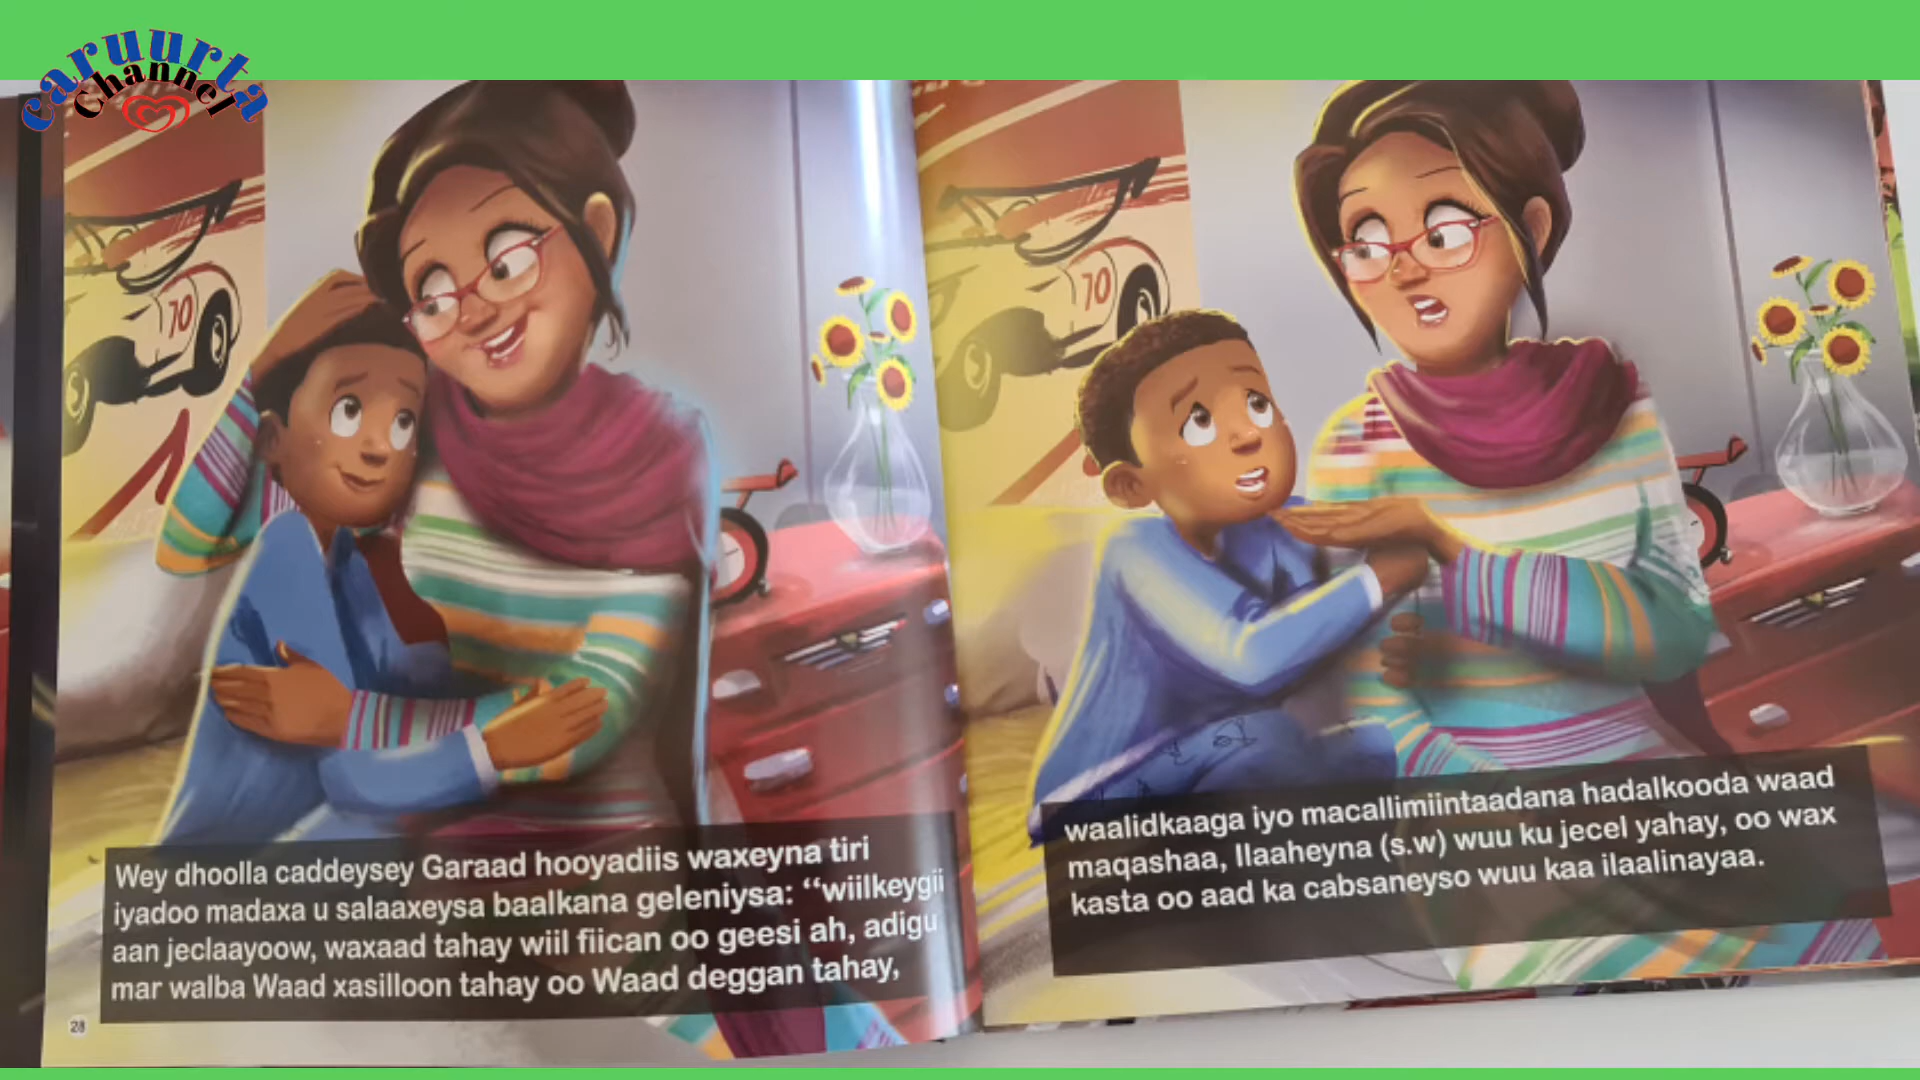 caruurta
Channel
70
Wey dhoolla caddeysey Garaad hooyadiis waxeyna tiri
iyadoo madaxa u salaaxeysa baalkana geleniysa: “wiilkeygii
aan jeclaayoow, waxaad tahay wiil fiican oo geesi ah, adigu
mar walba Waad xasilloon tahay oo Waad deggan tahay,
28
70
waalidkaaga iyo macallimiintaadana hadalkooda waad
maqashaa, Ilaaheyna (s.w) wuu ku jecel yahay, oo wax
kasta oo aad ka cabsaneyso wuu kaa ilaalinayaa.